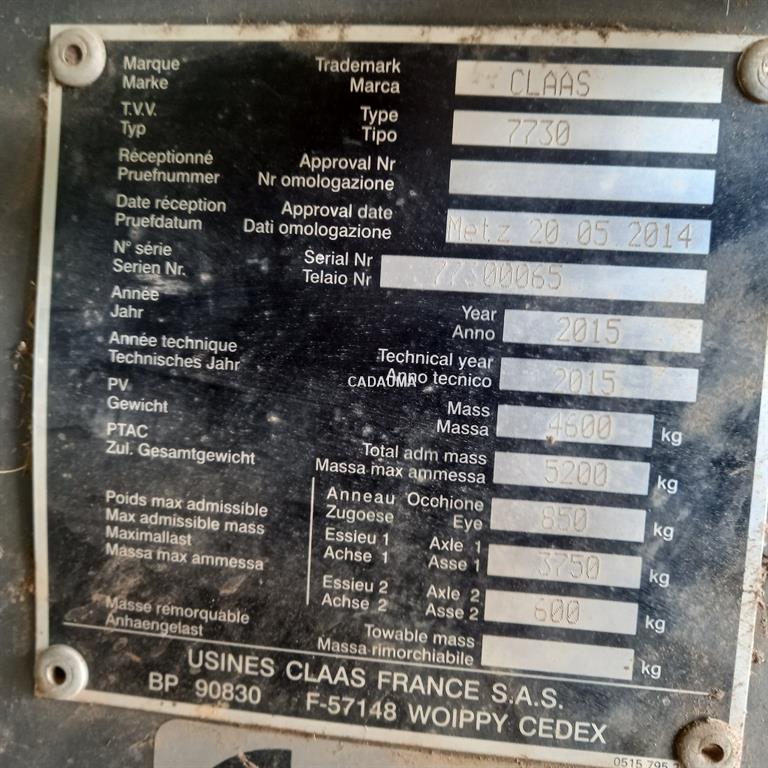 Marque Trademark
Marke Marca CLAAS
T.V.V. Type
Typ Tipo 7730
Réceptionné Approval Nr
Pruefnummer Nr omologazione
Date réception Approval date
Pruefdatum Dati omologazione Metz 20 05 2014
N° série Serial Nr
Serien Nr. Telaio Nr 77300065
Année Year
Jahr Anno 2015
Année technique Technical year
Technisches Jahr Anno tecnico 2015
CADAUMA
PV Mass
Gewicht Massa 4600 kg
PTAC Total adm mass
Zul. Gesamtgewicht Massa max ammessa 5200 kg
Poids max admissible
Max admissible mass
Maximallast
Massa max ammessa
Anneau Occhione
Zugoese Eye 850 kg
Essieu 1 Axle 1
Achse 1 Asse 1 3750 kg
Essieu 2 Axle 2
Achse 2 Asse 2 600 kg
Masse remorquable Towable mass
Anhaengelast Massa rimorchiabile kg
USINES CLAAS FRANCE S.A.S.
BP 90830 F-57148 WOIPPY CEDEX
0515 795